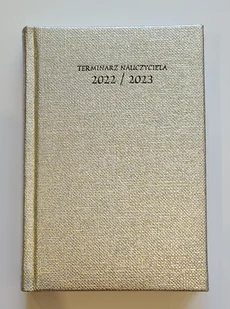 TERMINARZ NAUCZYCIELA
2022 / 2023